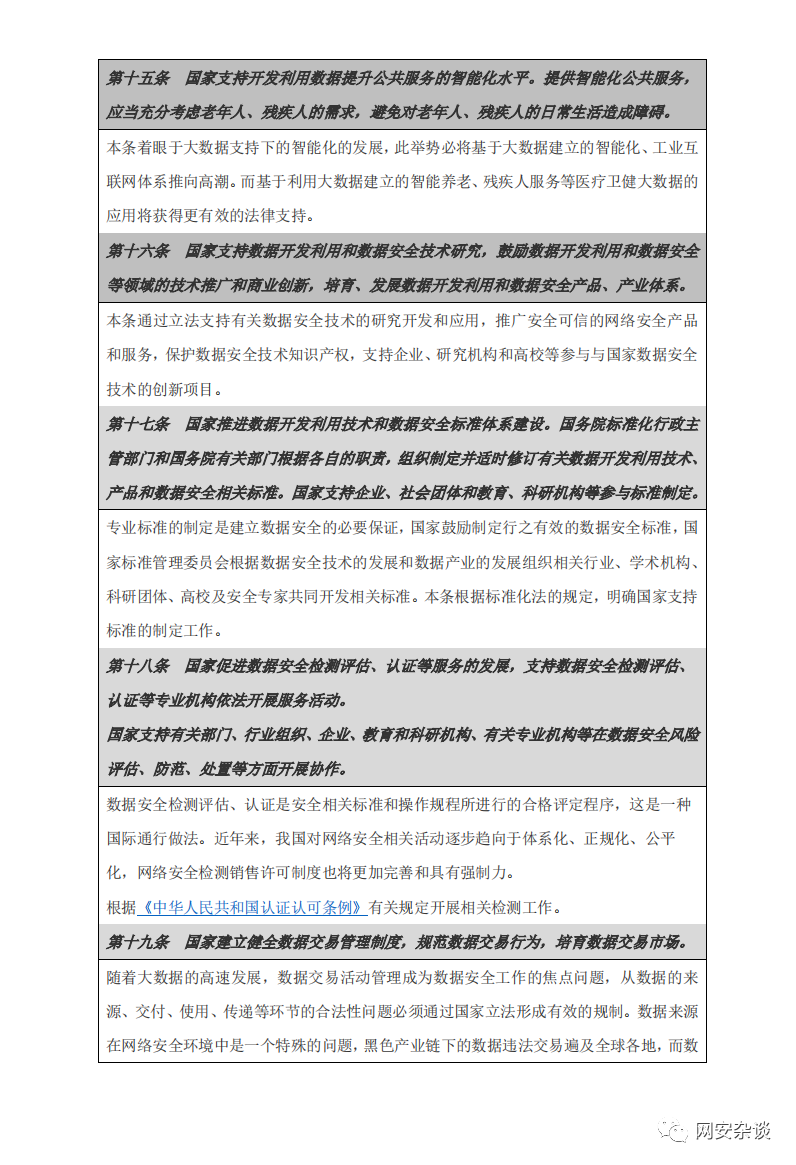 第十五条 国家支持开发利用数据提升公共服务的智能化水平。提供智能化公共服务，
应当充分考虑老年人、残疾人的需求，避免对老年人、残疾人的日常生活造成障碍。
本条着眼于大数据支持下的智能化的发展，此举势必将基于大数据建立的智能化、工业互
联网体系推向高潮。而基于利用大数据建立的智能养老、残疾人服务等医疗卫健大数据的
应用将获得更有效的法律支持。
第十六条 国家支持数据开发利用和数据安全技术研究，鼓励数据开发利用和数据安全
等领域的技术推广和商业创新，培育、发展数据开发利用和数据安全产品、产业体系。
本条通过立法支持有关数据安全技术的研究开发和应用，推广安全可信的网络安全产品
和服务，保护数据安全技术知识产权，支持企业、研究机构和高校等参与与国家数据安全
技术的创新项目。
第十七条 国家推进数据开发利用技术和数据安全标准体系建设。国务院标准化行政主
管部门和国务院有关部门根据各自的职责，组织制定并适时修订有关数据开发利用技术、
产品和数据安全相关标准。国家支持企业、社会团体和教育、科研机构等参与标准制定。
专业标准的制定是建立数据安全的必要保证，国家鼓励制定行之有效的数据安全标准，国
家标准管理委员会根据数据安全技术的发展和数据产业的发展组织相关行业、学术机构、
科研团体、高校及安全专家共同开发相关标准。本条根据标准化法的规定，明确国家支持
标准的制定工作。
第十八条 国家促进数据安全检测评估、认证等服务的发展，支持数据安全检测评估、
认证等专业机构依法开展服务活动。
国家支持有关部门、行业组织、企业、教育和科研机构、有关专业机构等在数据安全风险
评估、防范、处置等方面开展协作。
数据安全检测评估、认证是安全相关标准和操作规程所进行的合格评定程序，这是一种
国际通行做法。近年来，我国对网络安全相关活动逐步趋向于体系化、正规化、公平
化，网络安全检测销售许可制度也将更加完善和具有强制力。
根据《中华人民共和国认证认可条例》有关规定开展相关检测工作。
第十九条 国家建立健全数据交易管理制度，规范数据交易行为，培育数据交易市场。
随着大数据的高速发展，数据交易活动管理成为数据安全工作的焦点问题，从数据的来
源、交付、使用、传递等环节的合法性问题必须通过国家立法形成有效的规制。数据来源
在网络安全环境中是一个特殊的问题，黑色产业链下的数据违法交易遍及全球各地，而数
网安杂谈